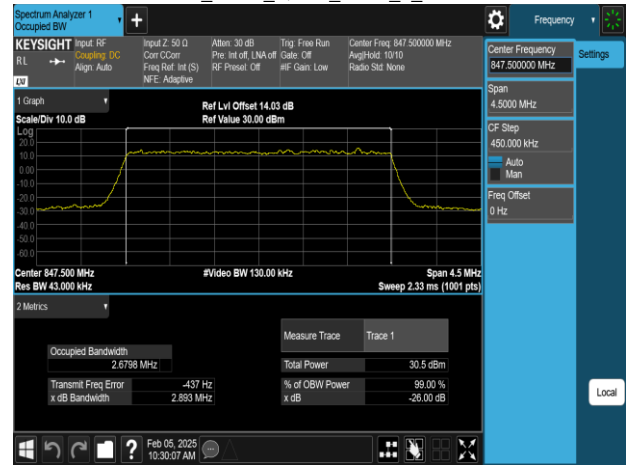 Spectrum Analyzer 1
Occupied BW
+
Frequency
KEYSIGHT
RL
LXI
Input: RF
Coupling: DC
Align: Auto
Input Z: 50 Ω
Corr CCorr
Freq Ref: Int (S)
NFE: Adaptive
Atten: 30 dB
Pre: Int off, LNA off
RF Presel: Off
Trig: Free Run
Gate: Off
#IF Gain: Low
Center Freq: 847.500000 MHz
Avg|Hold: 10/10
Radio Std: None
Center Frequency
847.500000 MHz
Settings
Span
4.5000 MHz
CF Step
450.000 kHz
Auto
Man
Freq Offset
0 Hz
Local
1 Graph
Scale/Div 10.0 dB
Ref Lvl Offset 14.03 dB
Ref Value 30.00 dBm
Log
20.0
10.0
0.00
-10.0
-20.0
-30.0
-40.0
-50.0
-60.0
Center 847.500 MHz
#Video BW 130.00 kHz
Span 4.5 MHz
Res BW 43.000 kHz
Sweep 2.33 ms (1001 pts)
2 Metrics
Measure Trace
Trace 1
Occupied Bandwidth
2.6798 MHz
Total Power
30.5 dBm
Transmit Freq Error
-437 Hz
% of OBW Power
99.00 %
x dB Bandwidth
2.893 MHz
x dB
-26.00 dB
?
Feb 05, 2025
10:30:07 AM